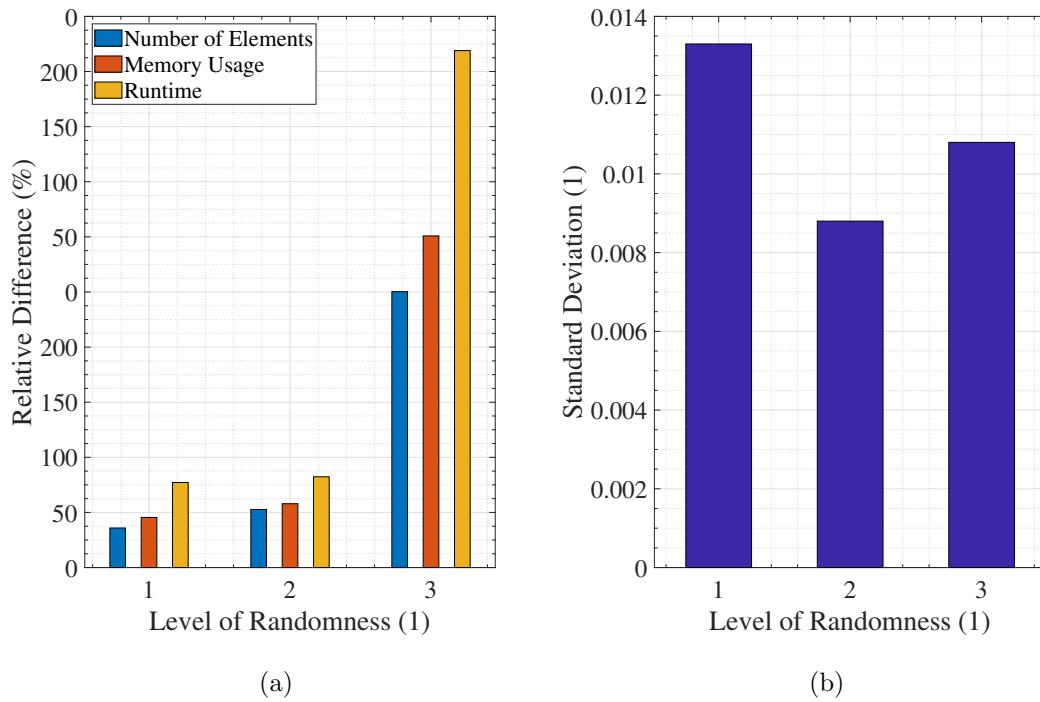 0
200
150
100
50
0
200
150
100
50
0
Relative Difference (%)
Number of Elements
Memory Usage
Runtime
1 2 3
Level of Randomness (1)
(a)
0.014
0.012
0.01
0.008
0.006
0.004
0.002
0
Standard Deviation (1)
1 2 3
Level of Randomness (1)
(b)